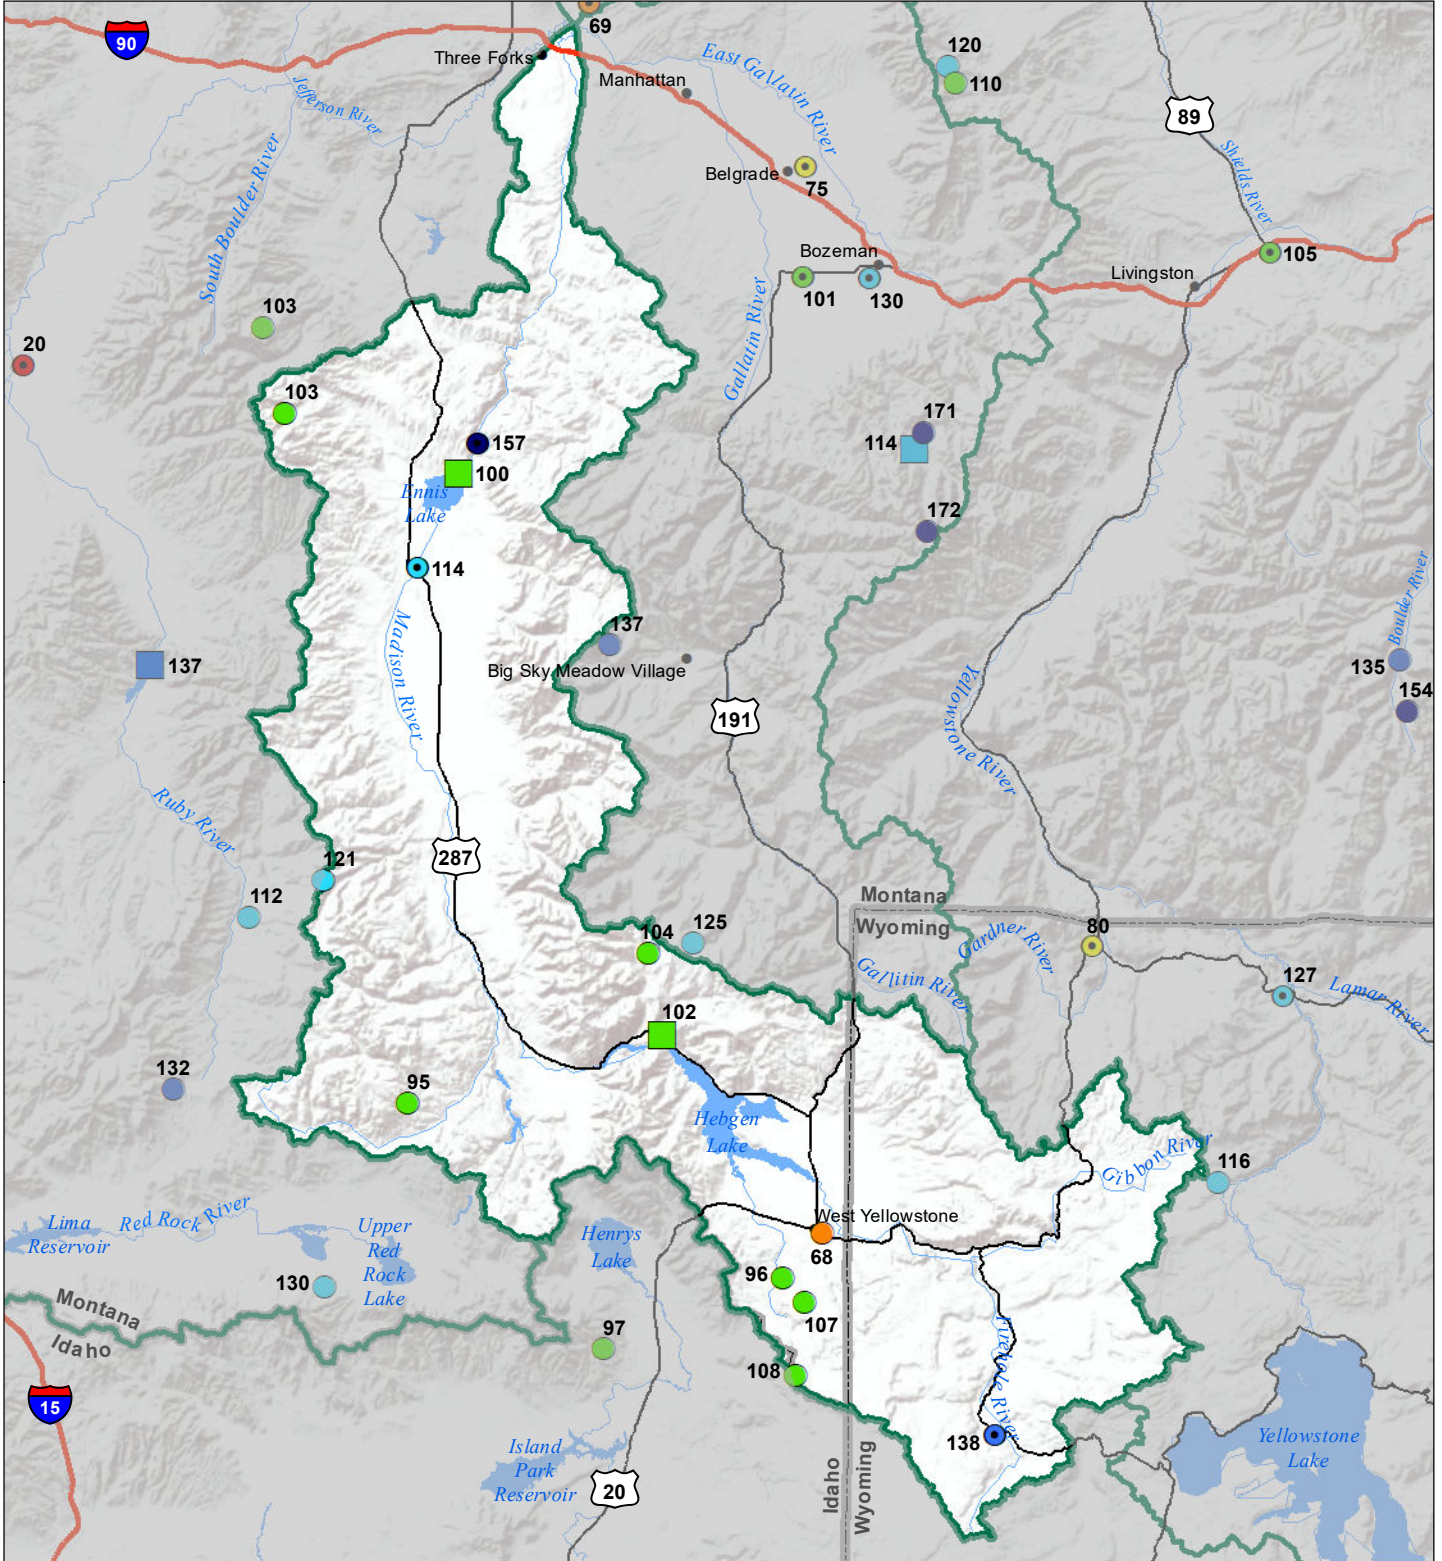 69
90
Three Forks
East Gallatin River
120
Manhattan
110
Jefferson River
89
Shields River
South Boulder River
Belgrade
75
Bozeman
105
Livingston
101
130
Gallatin River
103
20
103
171
157
114
100
Ennis
Lake
172
114
Boulder River
Madison River
137
137
135
Big Sky Meadow Village
154
191
Yellowstone River
Ruby River
121
287
112
Montana
Wyoming
104
125
80
Gardner River
Gallitin River
127
Lamar River
102
132
95
Hebgen
Lake
Gibbon River
116
Lima
Reservoir
Red Rock River
Upper
Red
Rock
Lake
Henrys
Lake
West Yellowstone
68
130
96
107
Montana
Idaho
97
108
Firehole River
15
138
Yellowstone
Lake
Island
Park
Reservoir
20
Idaho
Wyoming